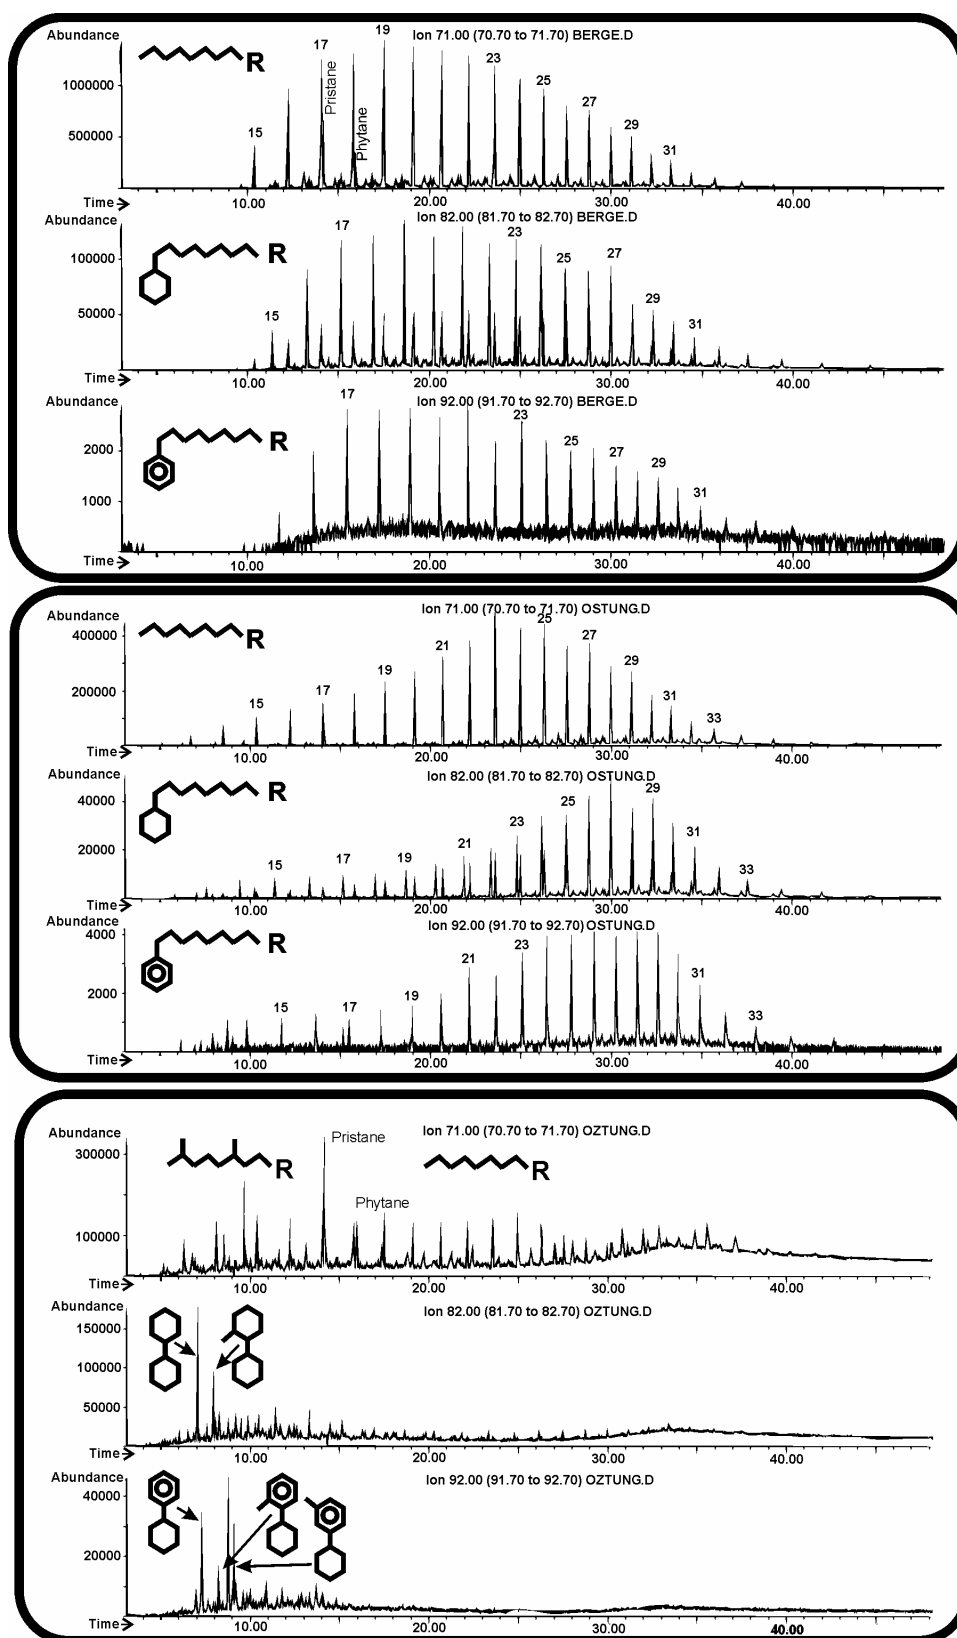 Abundance
Ion 71.00 (70.70 to 71.70) BERGE.D
R
15
17
Pristane
Phytane
19
23
25
27
29
31
1000000
500000
Time
10.00 20.00 30.00 40.00
Abundance
Ion 82.00 (81.70 to 82.70) BERGE.D
R
15
17
23
25
27
29
31
100000
50000
Time
10.00 20.00 30.00 40.00
Abundance
Ion 92.00 (91.70 to 92.70) BERGE.D
R
17
23
25
27
29
31
2000
1000
Time
10.00 20.00 30.00 40.00
Abundance
Ion 71.00 (70.70 to 71.70) OSTUNG.D
R
15
17
19
21
25
27
29
31
33
400000
200000
Time
10.00 20.00 30.00 40.00
Abundance
Ion 82.00 (81.70 to 82.70) OSTUNG.D
R
15
17
19
21
23
25
29
31
33
40000
20000
Time
10.00 20.00 30.00 40.00
Abundance
Ion 92.00 (91.70 to 92.70) OSTUNG.D
R
15
17
19
21
23
31
33
4000
2000
Time
10.00 20.00 30.00 40.00
Abundance
Ion 71.00 (70.70 to 71.70) OZTUNG.D
R
Pristane
Phytane
R
300000
100000
Time
10.00 20.00 30.00 40.00
Abundance
Ion 82.00 (81.70 to 82.70) OZTUNG.D
150000
100000
50000
Time
10.00 20.00 30.00 40.00
Abundance
Ion 92.00 (91.70 to 92.70) OZTUNG.D
40000
20000
Time
10.00 20.00 30.00 40.00